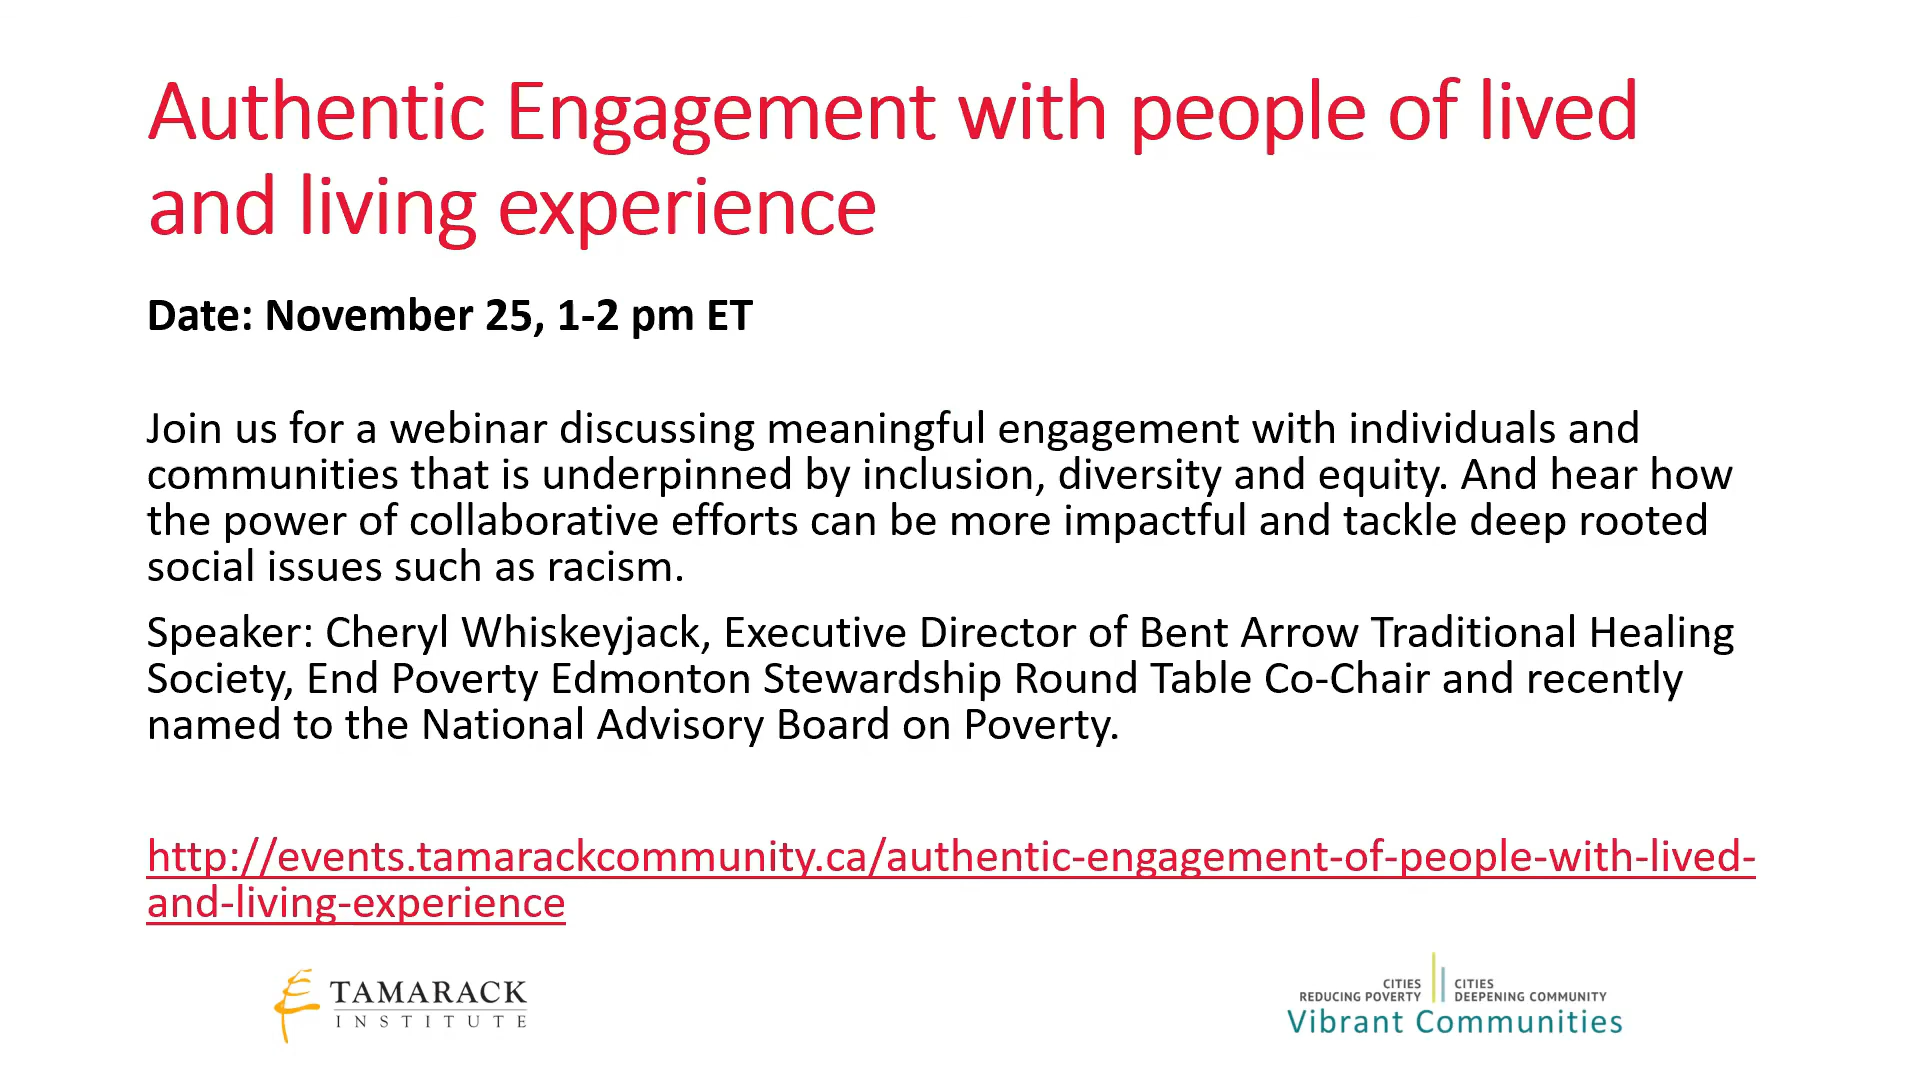 Authentic Engagement with people of lived
and living experience
Date: November 25, 1-2 pm ET
Join us for a webinar discussing meaningful engagement with individuals and
communities that is underpinned by inclusion, diversity and equity. And hear how
the power of collaborative efforts can be more impactful and tackle deep rooted
social issues such as racism.
Speaker: Cheryl Whiskeyjack, Executive Director of Bent Arrow Traditional Healing
Society, End Poverty Edmonton Stewardship Round Table Co-Chair and recently
named to the National Advisory Board on Poverty.
http://events.tamarackcommunity.ca/authentic-engagement-of-people-with-lived-
and-living-experience
TAMARACK
INSTITUTE
CITIES
REDUCING POVERTY
CITIES
DEEPENING COMMUNITY
Vibrant Communities